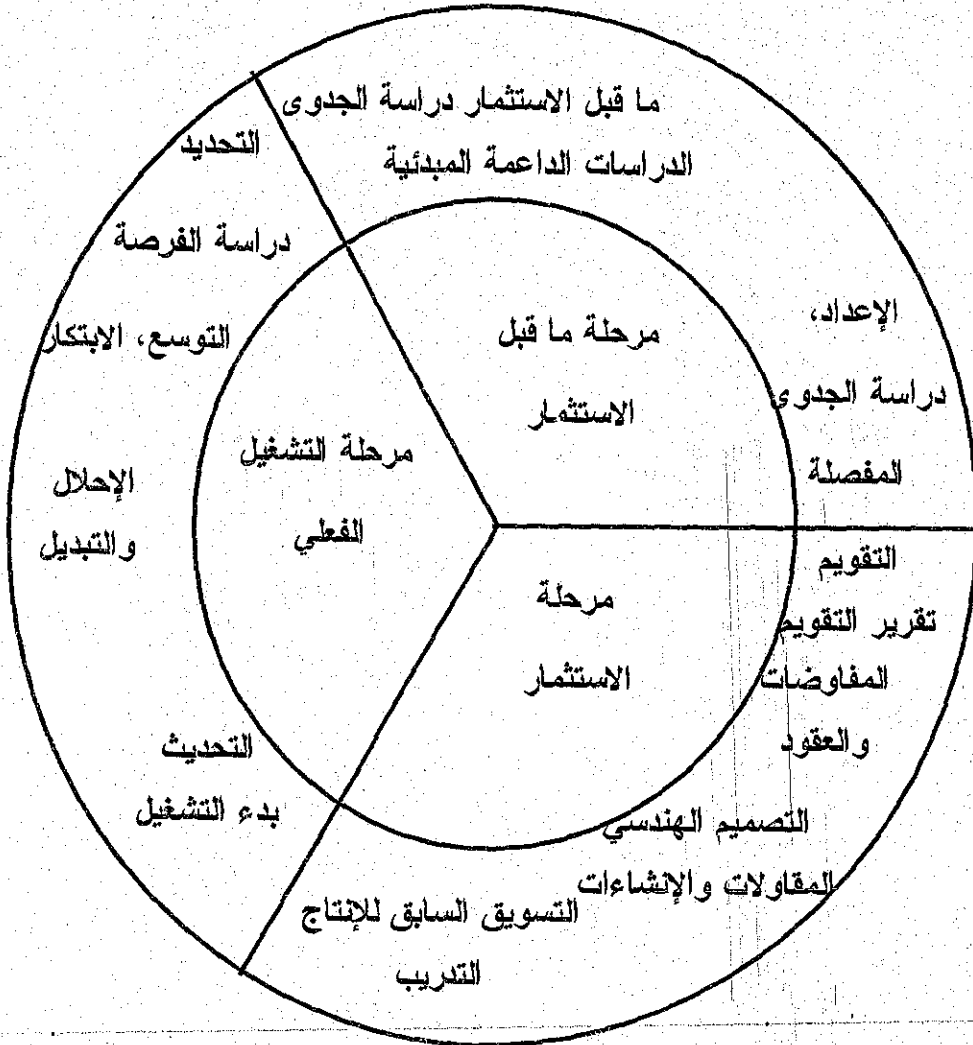 ما قبل الاستثمار دراسة الجدوى
الدراسات الداعمة المبدئية
الإعداد،
دراسة الجدوى
المفصلة
التقويم
تقرير التقويم
المفاوضات
والعقود
التصميم الهندسي
المقاولات والإنشاءات
التسويق السابق للإنتاج
التدريب
التحديث
بدء التشغيل
الإحلال
والتبديل
التوسع، الابتكار
دراسة الفرصة
التحديد
مرحلة ما قبل
الاستثمار
مرحلة
الاستثمار
مرحلة التشغيل
الفعلي